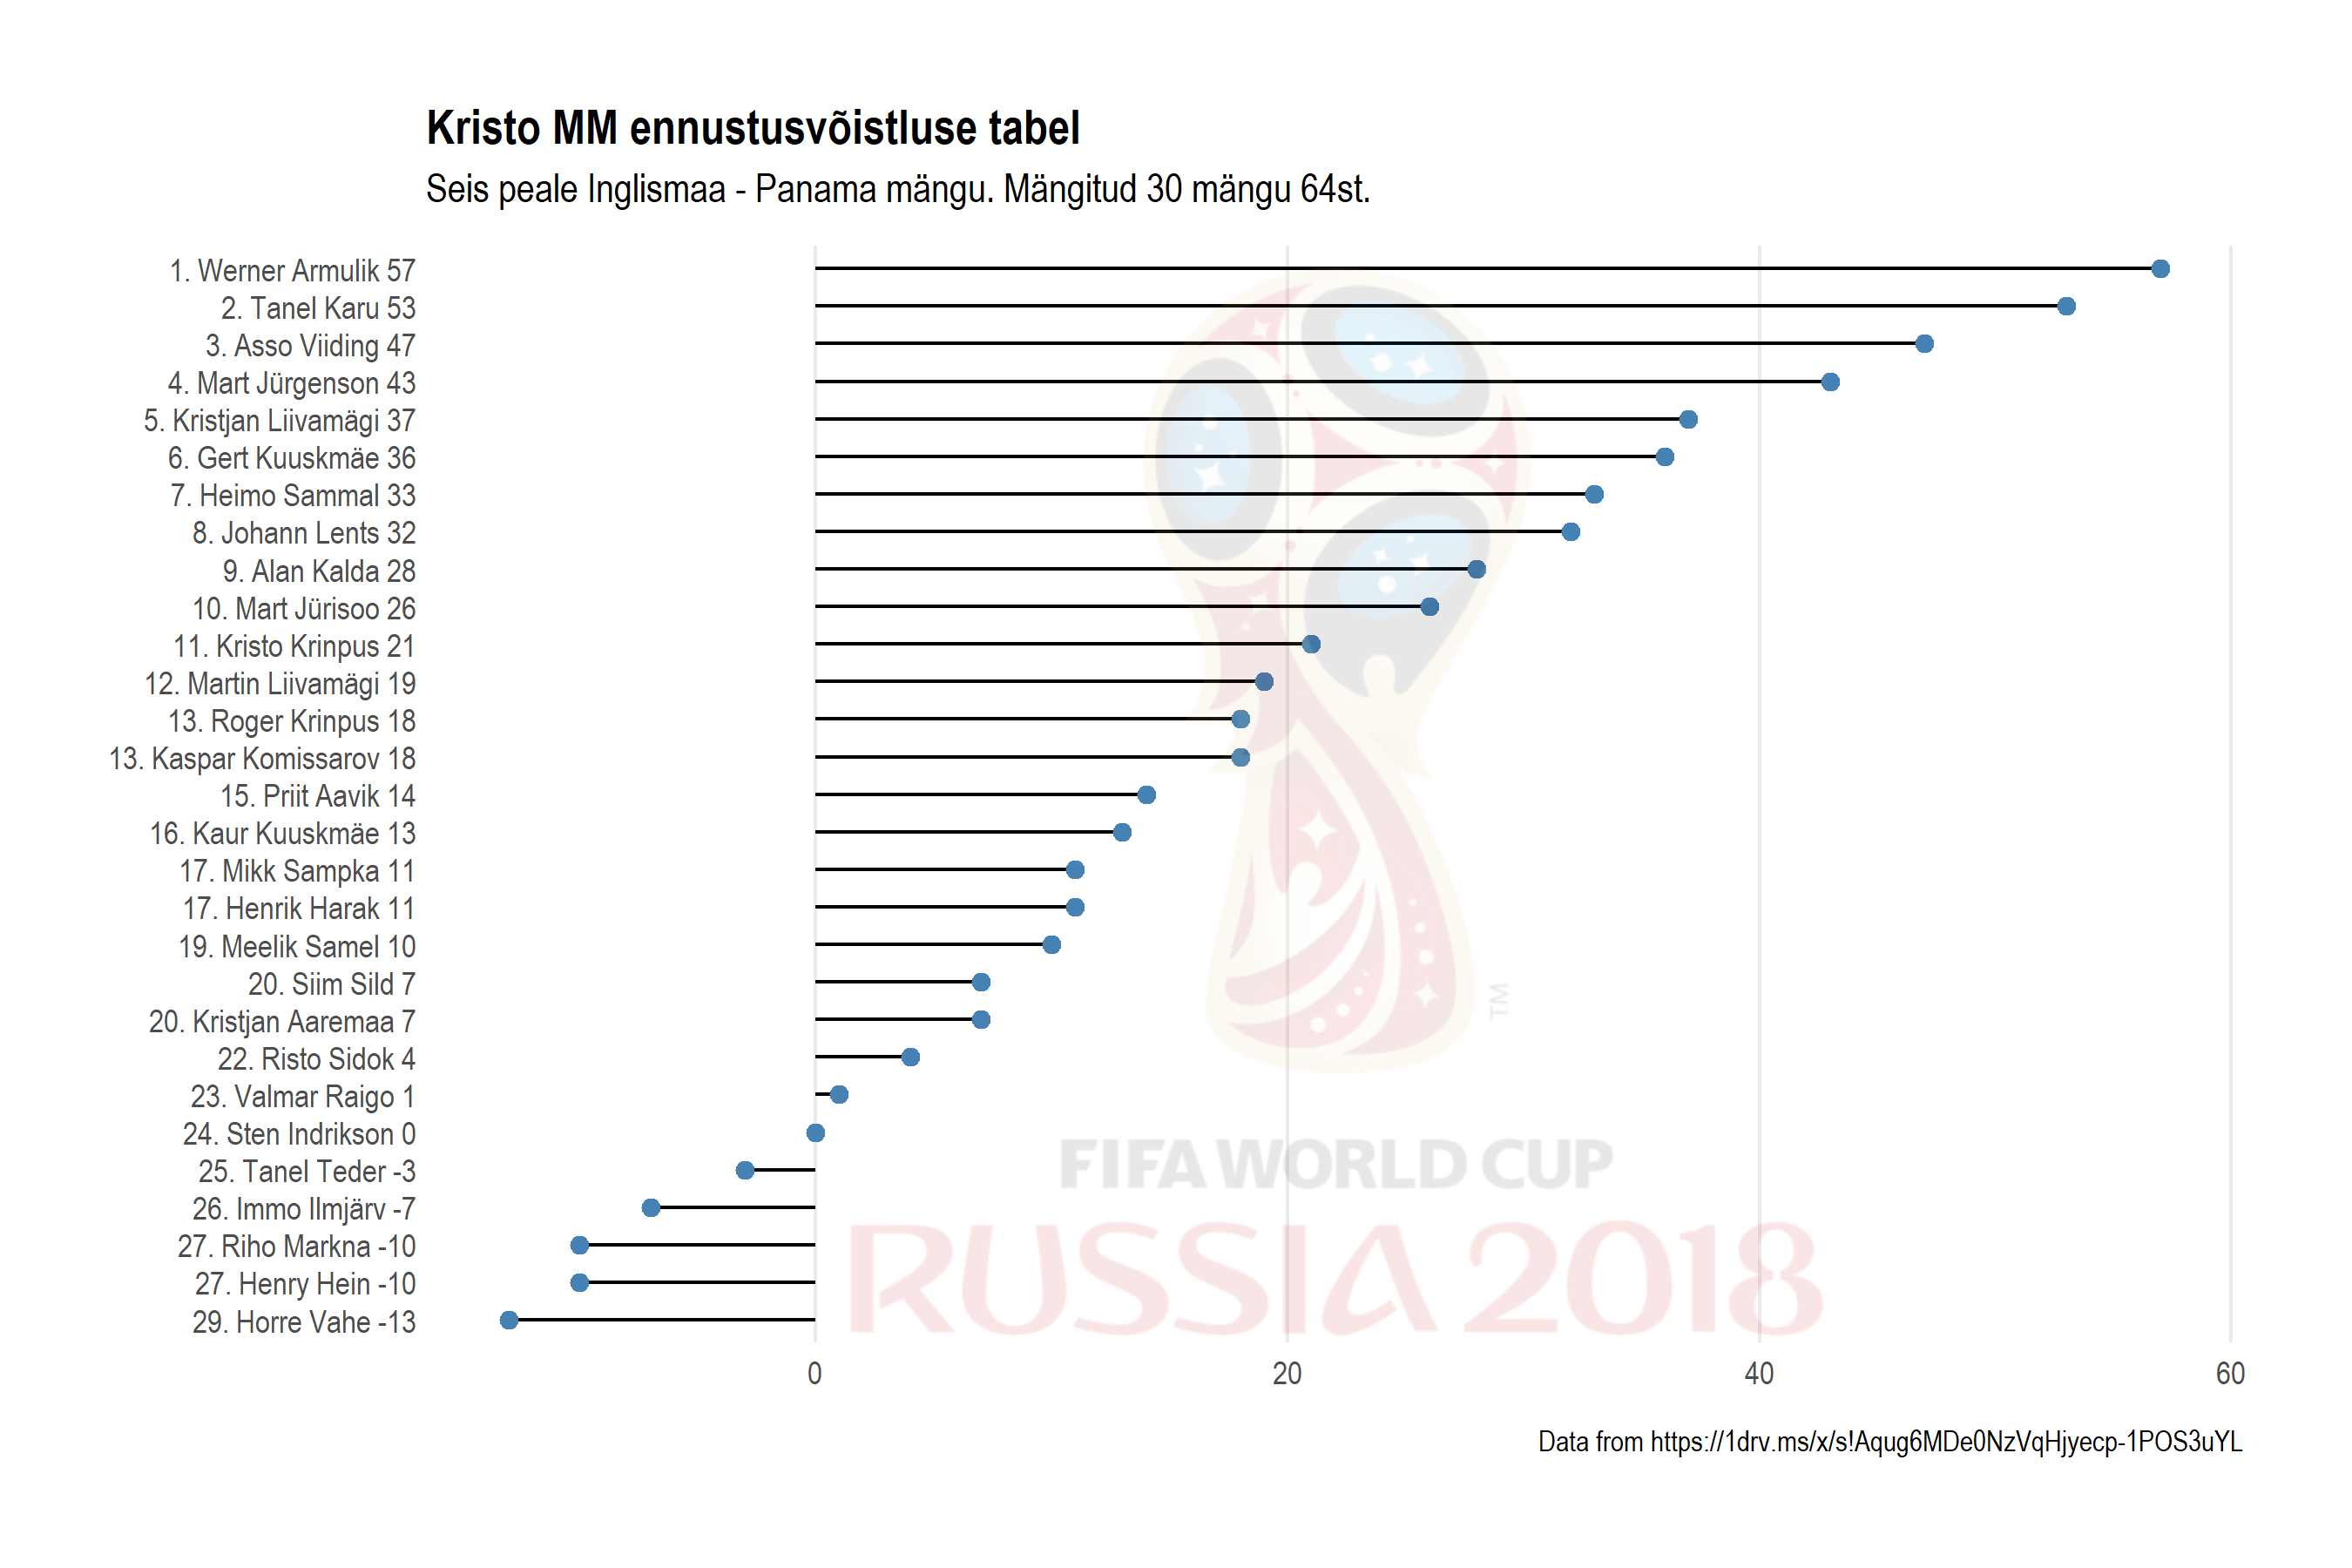 Kristo MM ennustusvõistluse tabel
Seis peale Inglismaa - Panama mängu. Mängitud 30 mängu 64st.
1. Werner Armulik 57
2. Tanel Karu 53
3. Asso Viiding 47
4. Mart Jürgenson 43
5. Kristjan Liivamägi 37
6. Gert Kuuskmäe 36
7. Heimo Sammal 33
8. Johann Lents 32
9. Alan Kalda 28
10. Mart Jürisoo 26
11. Kristo Krinpus 21
12. Martin Liivamägi 19
13. Roger Krinpus 18
13. Kaspar Komissarov 18
15. Priit Aavik 14
16. Kaur Kuuskmäe 13
17. Mikk Sampka 11
17. Henrik Harak 11
19. Meelik Samel 10
20. Siim Sild 7
20. Kristjan Aaremaa 7
22. Risto Sidok 4
23. Valmar Raigo 1
24. Sten Indrikson 0
25. Tanel Teder -3
26. Immo Ilmjärv -7
27. Riho Markna -10
27. Henry Hein -10
29. Horre Vahe -13
TM
FIFA WORLD CUP
RUSSIA 2018
0 20 40 60
Data from https://1drv.ms/x/s!Aqug6MDe0NzVqHjyecp-1POS3uYL